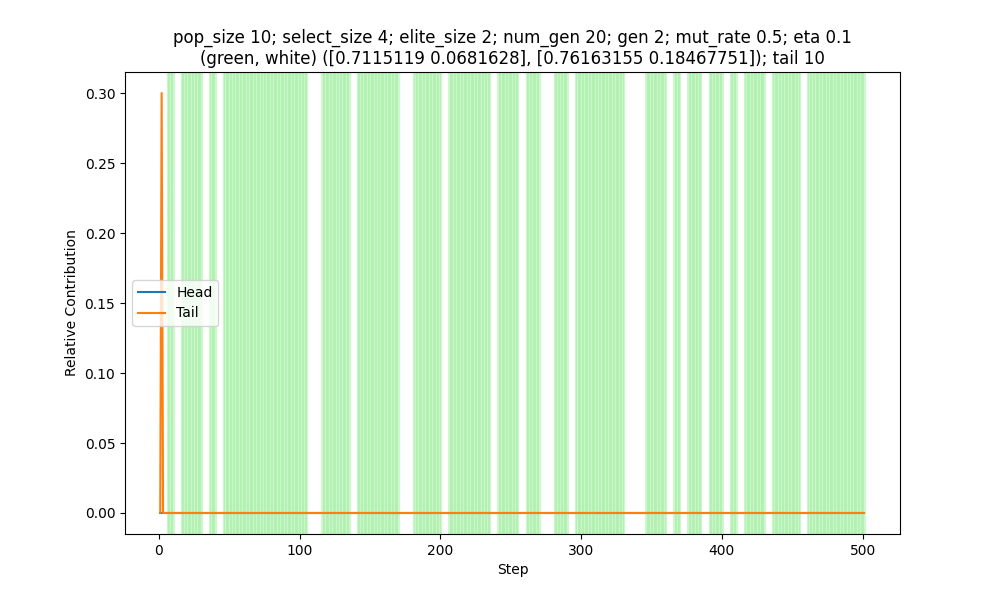 pop_size 10; select_size 4; elite_size 2; num_gen 20; gen 2; mut_rate 0.5; eta 0.1
(green, white) ([0.7115119 0.0681628], [0.76163155 0.18467751]); tail 10
0.30
0.25
0.20
0.15
0.10
0.05
0.00
Relative Contribution
Head
Tail
0
100
200
300
400
500
Step